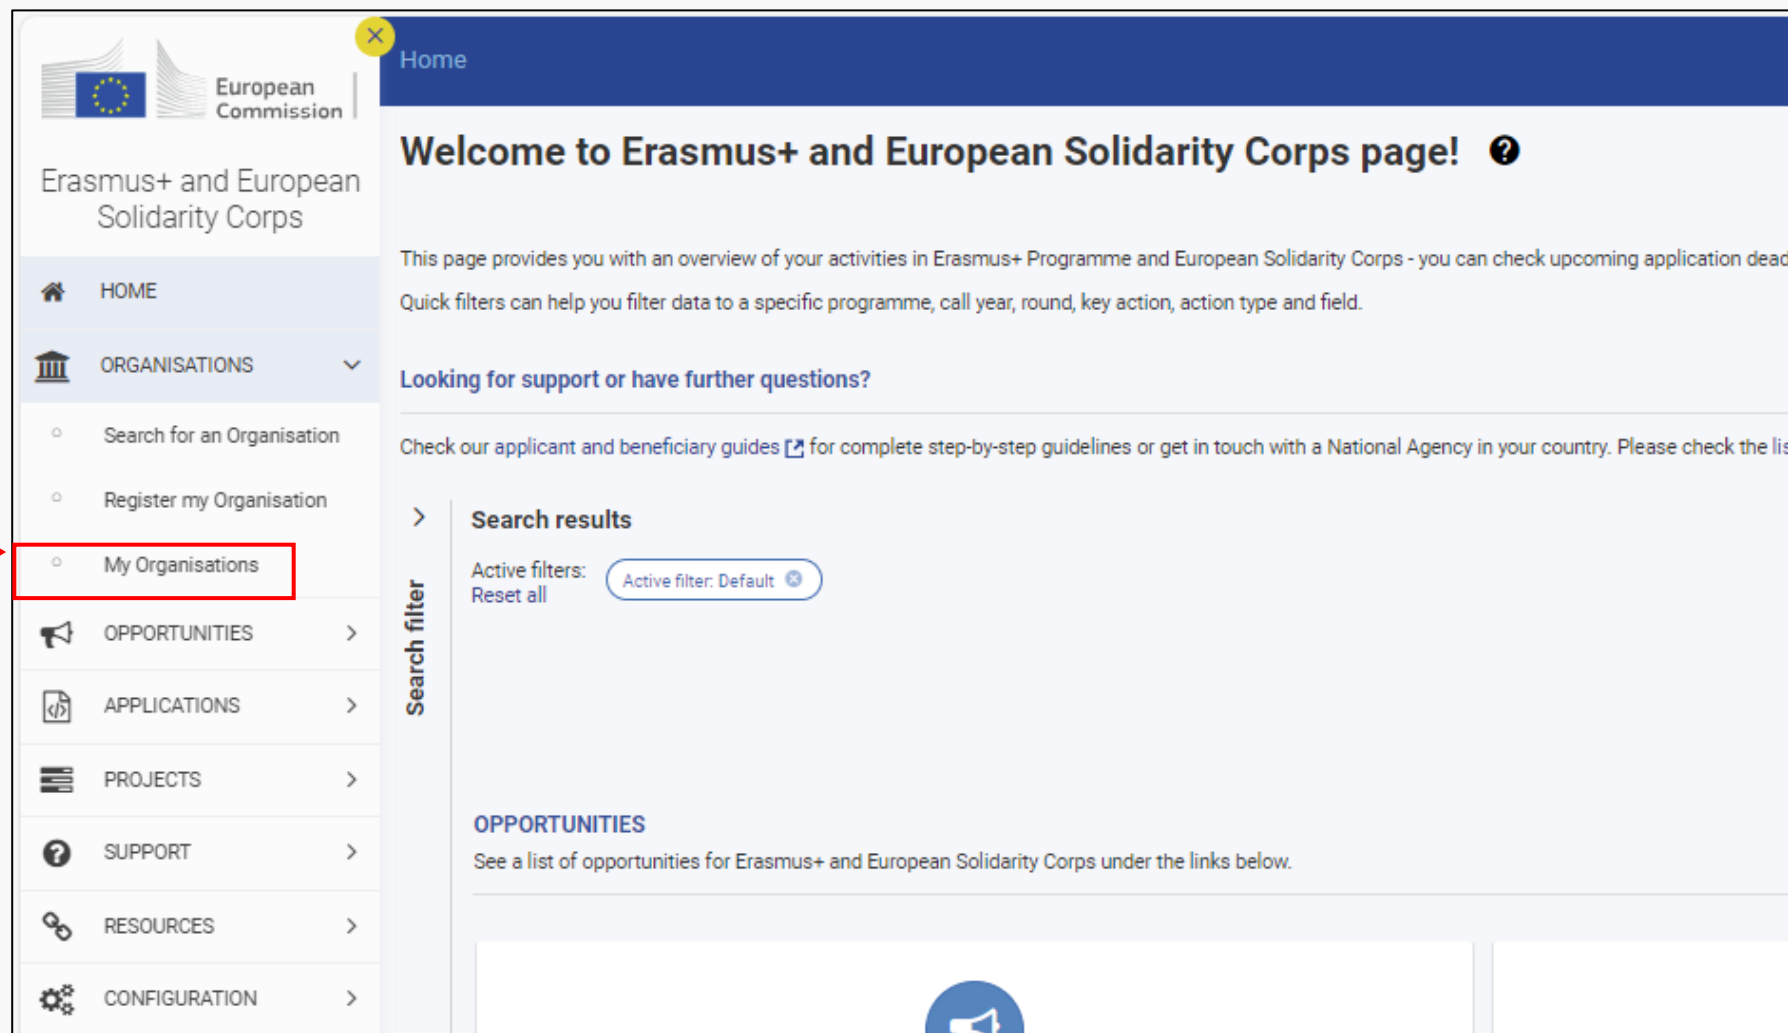 European
Commission
Erasmus+ and European
Solidarity Corps
HOME
ORGANISATIONS
Search for an Organisation
Register my Organisation
My Organisations
OPPORTUNITIES
APPLICATIONS
PROJECTS
SUPPORT
RESOURCES
CONFIGURATION
Home
Welcome to Erasmus+ and European Solidarity Corps page!
This page provides you with an overview of your activities in Erasmus+ Programme and European Solidarity Corps - you can check upcoming application
Quick filters can help you filter data to a specific programme, call year, round, key action, action type and field.
Looking for support or have further questions?
Check our applicant and beneficiary guides for complete step-by-step guidelines or get in touch with a National Agency in your country. Please check the
Search filter
Search results
Active filters:
Reset all
Active filter: Default
OPPORTUNITIES
See a list of opportunities for Erasmus+ and European Solidarity Corps under the links below.